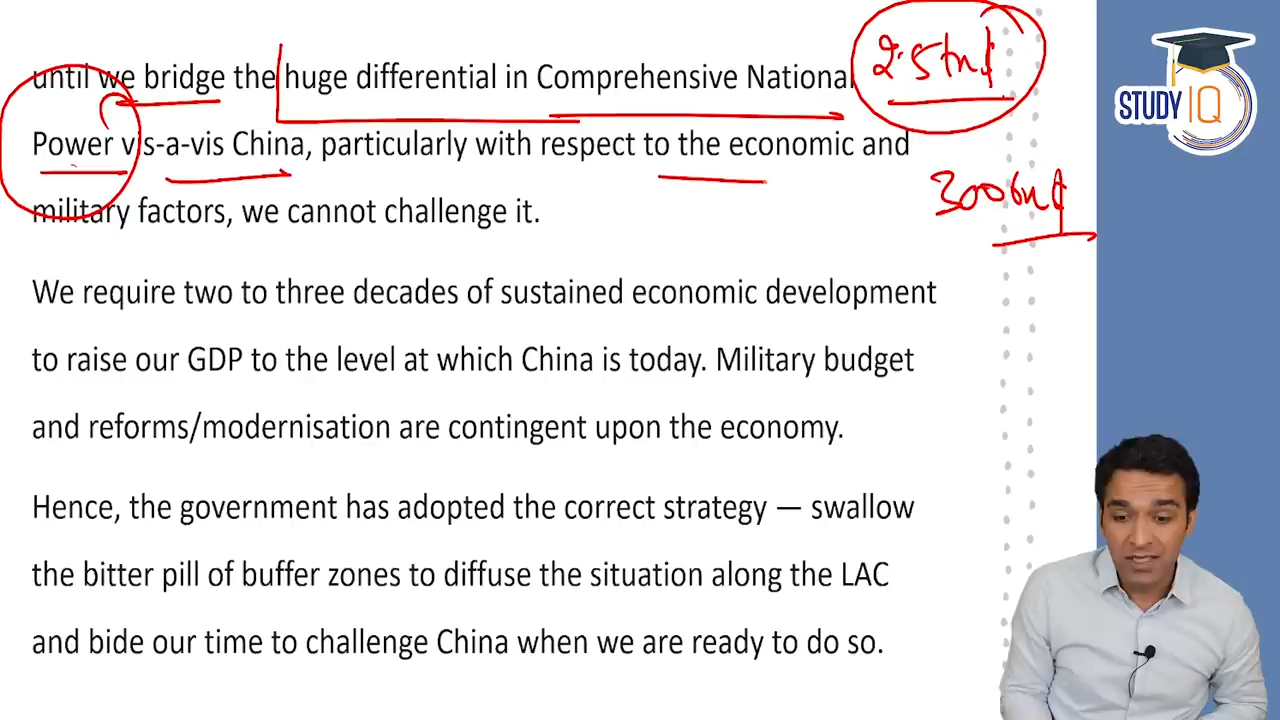 until we bridge the huge differential in Comprehensive National
2.5 tn$
STUDY IQ
Power vis-a-vis China, particularly with respect to the economic and
300 bn $
military factors, we cannot challenge it.
We require two to three decades of sustained economic development
to raise our GDP to the level at which China is today. Military budget
and reforms/modernisation are contingent upon the economy.
Hence, the government has adopted the correct strategy — swallow
the bitter pill of buffer zones to diffuse the situation along the LAC
and bide our time to challenge China when we are ready to do so.